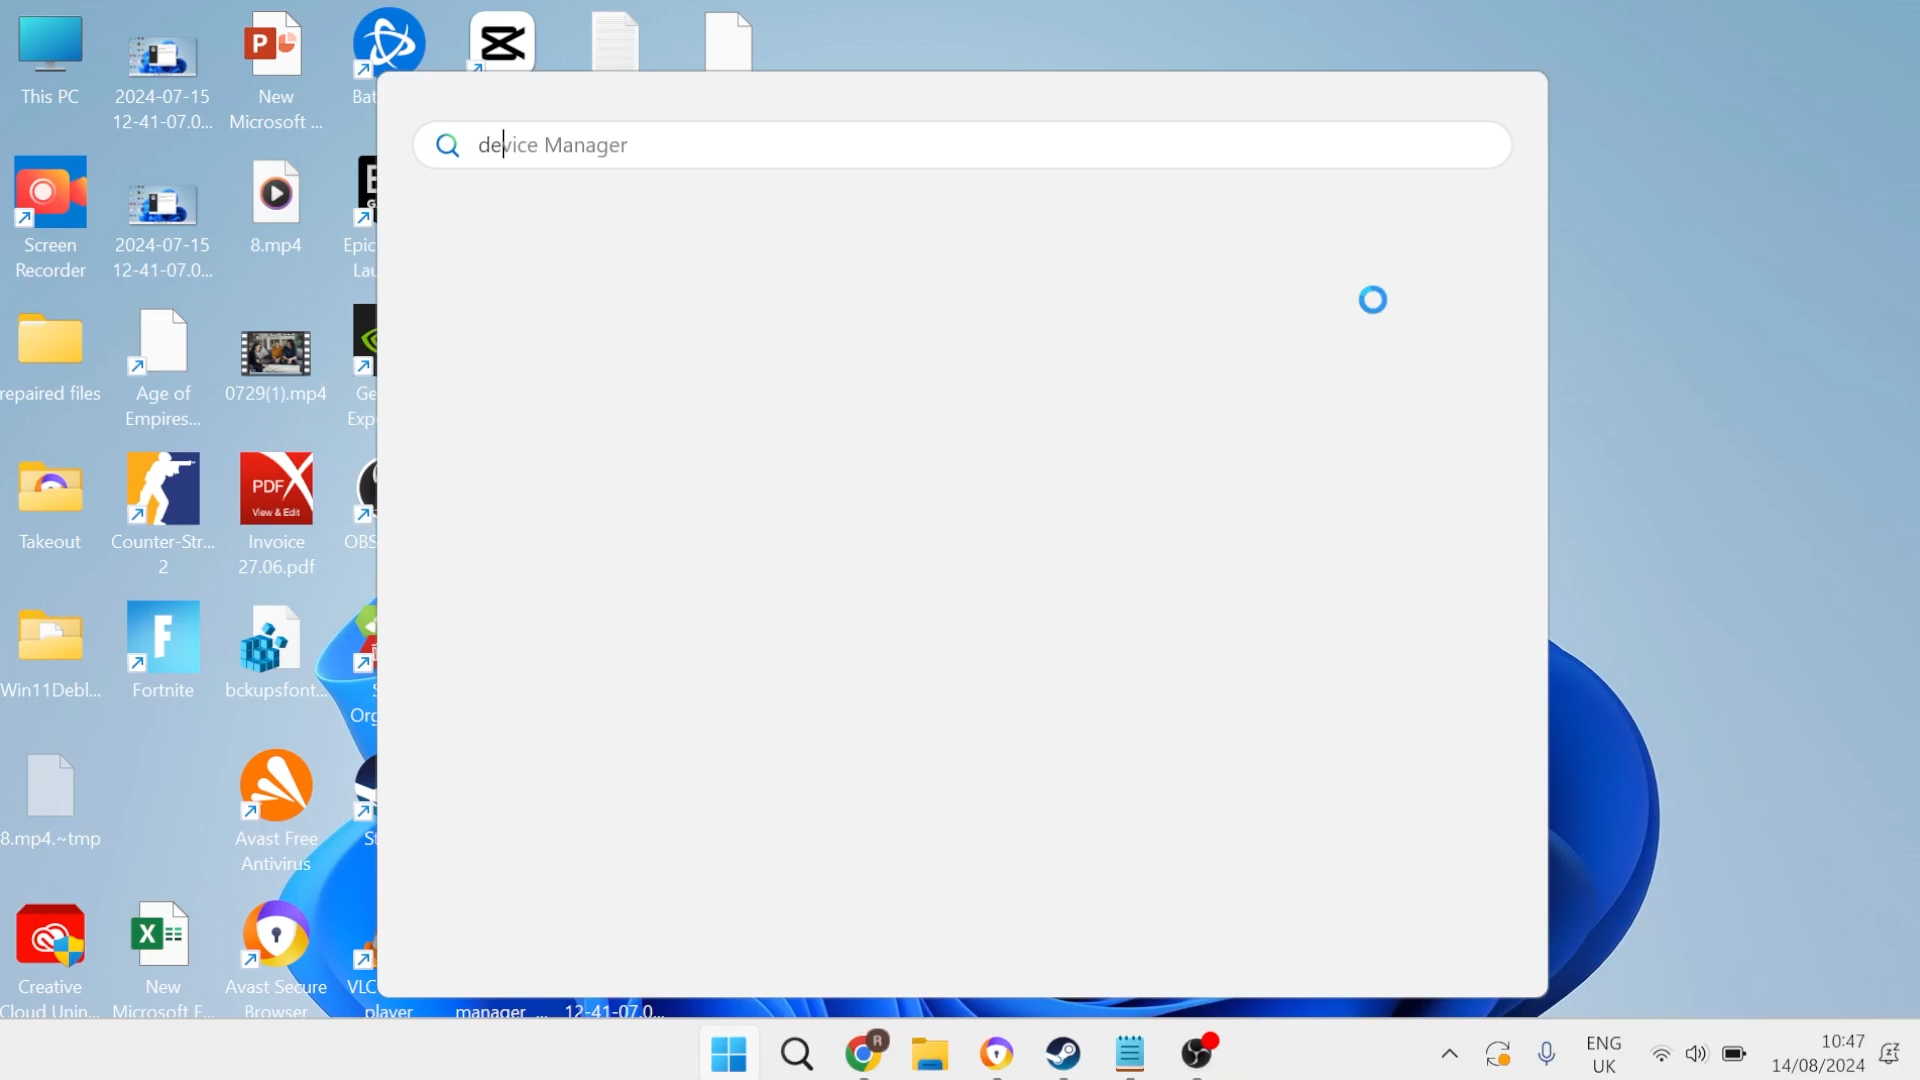 device Manager
This PC
2024-07-15
12-41-07.0...
New
Microsoft ...
Bat
Screen
Recorder
2024-07-15
12-41-07.0...
8.mp4
Epic
Lau
repaired files
Age of
Empires...
0729(1).mp4
Ge
Exp
Takeout
Counter-Str...
2
PDF
View & Edit
Invoice
27.06.pdf
OBS
Win11Debl...
Fortnite
bckupsfont...
Org
8.mp4.~tmp
Avast Free
Antivirus
St
Creative
Cloud Unin...
New
Microsoft E...
Avast Secure
Browser
VLC
player
manager ...
12-41-07.0...
R
ENG
UK
10:47
14/08/2024